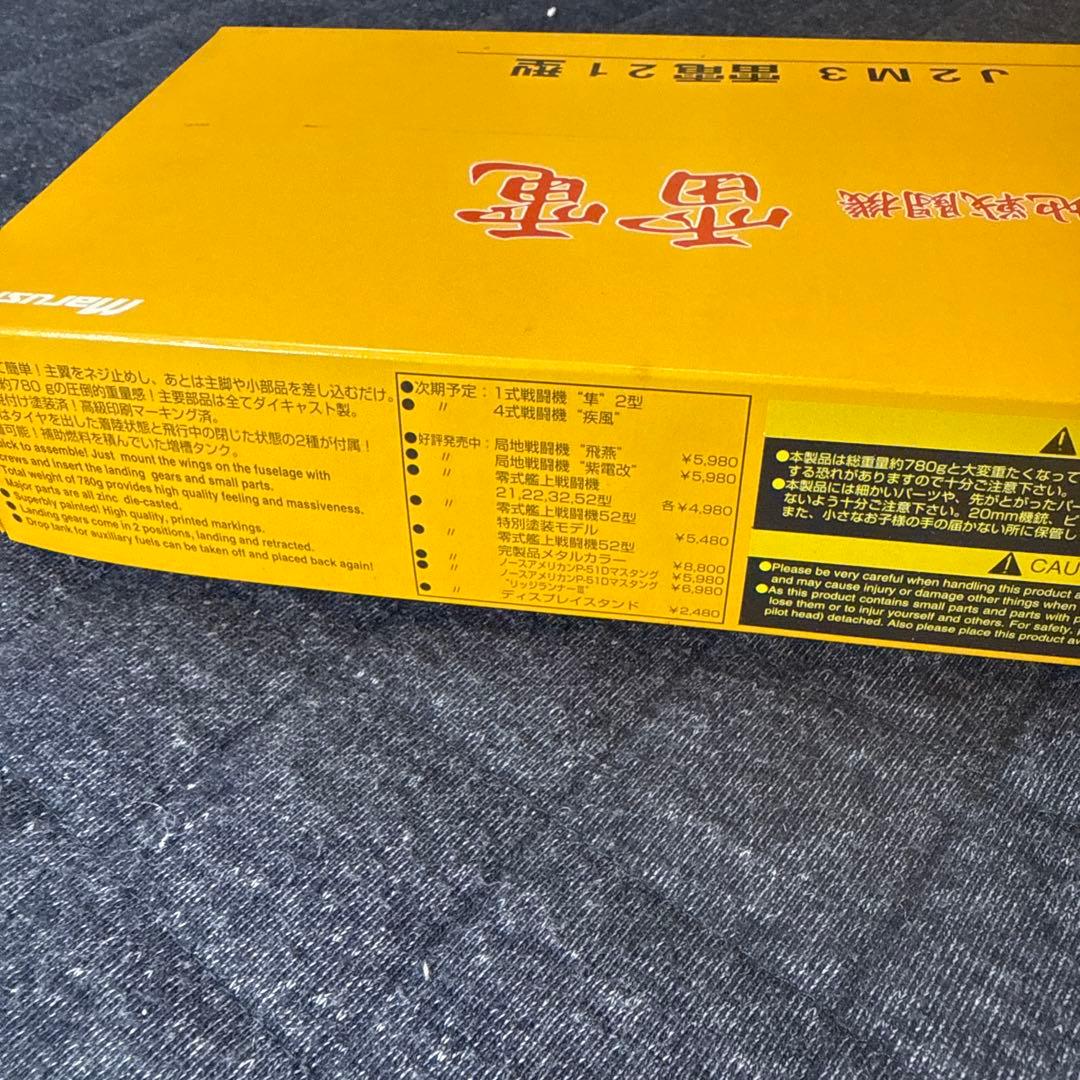 J2M3 雷電21型
雷電
地戦闘機
Marus
て簡単！主翼をネジ止めし、あとは主脚や小部品を差し込むだけ。
約780 gの圧倒的重量感！主要部品は全てダイキャスト製。
付け塗装済！高級印刷マーキング済。
はタイヤを出した着陸状態と飛行中の閉じた状態の2種が付属！
可能！補助燃料を積んでいた増槽タンク。
ick to assemble! Just mount the wings on the fuselage with
crews and insert the landing gears and small parts.
Total weight of 780g provides high quality feeling and massiveness.
Major parts are all zinc die-casted.
●Superbly painted! High quality, printed markings.
●Landing gears come in 2 positions, landing and retracted.
●Drop tank for auxiliary fuels can be taken off and placed back again!
●次期予定：1式戦闘機“隼”2型
●〃 4式戦闘機“疾風”
●好評発売中：局地戦闘機“飛燕” ¥5,980
●〃 局地戦闘機“紫電改” ¥5,980
●〃 零式艦上戦闘機
21,22,32,52型 各¥4,980
●〃 零式艦上戦闘機52型
特別塗装モデル ¥5,480
●〃 零式艦上戦闘機52型
完製品メタルカラー ¥8,800
●〃 ノースアメリカンP-51Dマスタング ¥5,980
●〃 ノースアメリカンP-51Dマスタング ¥6,980
“リッジランナーⅢ”
●〃 ディスプレイスタンド ¥2,480
●本製品は総重量約780gと大変重たくなって
する恐れがありますので十分ご注意下さい。
●本製品には細かいパーツや、先がとがったパー
ないよう十分ご注意下さい。20mm機銃、ピ
また、小さなお子様の手の届かない所に保管し
CAU
●Please be very careful when handling this product a
and may cause injury or damage other things when
●As this product contains small parts and parts with p
lose them or to injur yourself and others. For safety,
pilot head) detached. Also please place this product aw